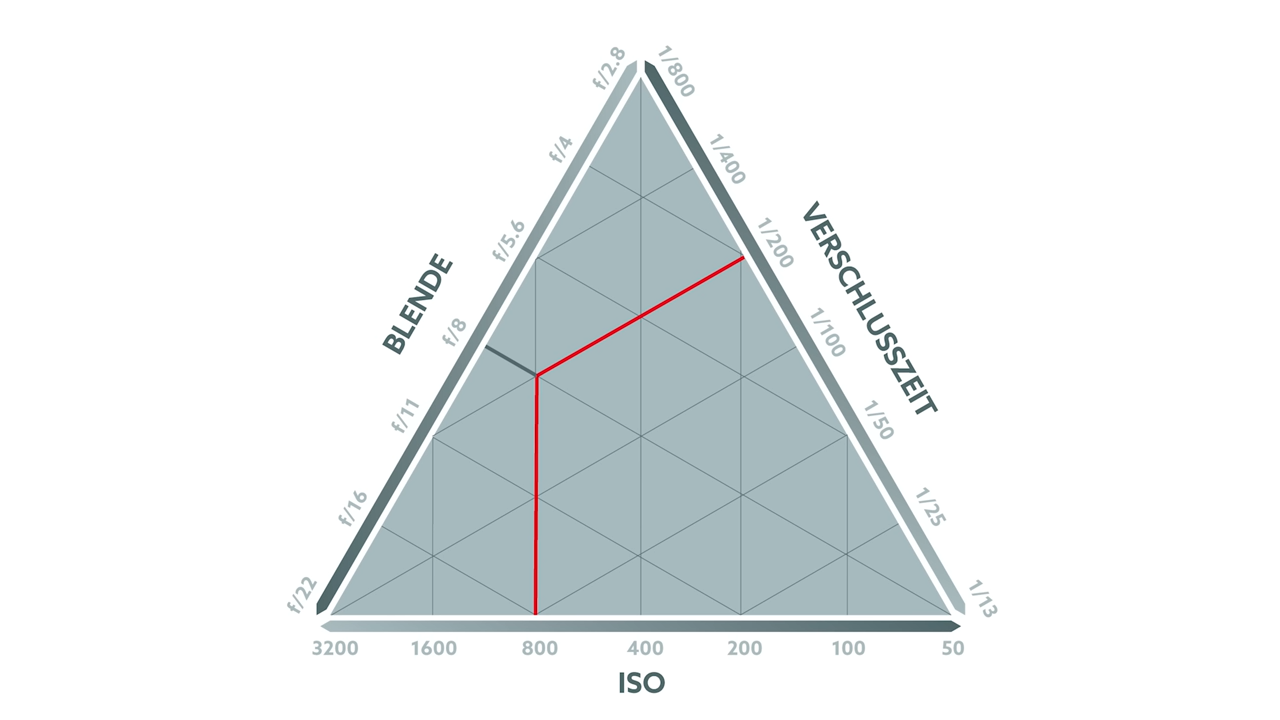 BLENDE
f/2.8
f/4
f/5.6
f/8
f/11
f/16
f/22
VERSCHLUSSZEIT
1/800
1/400
1/200
1/100
1/50
1/25
1/13
3200 1600 800 400 200 100 50
ISO